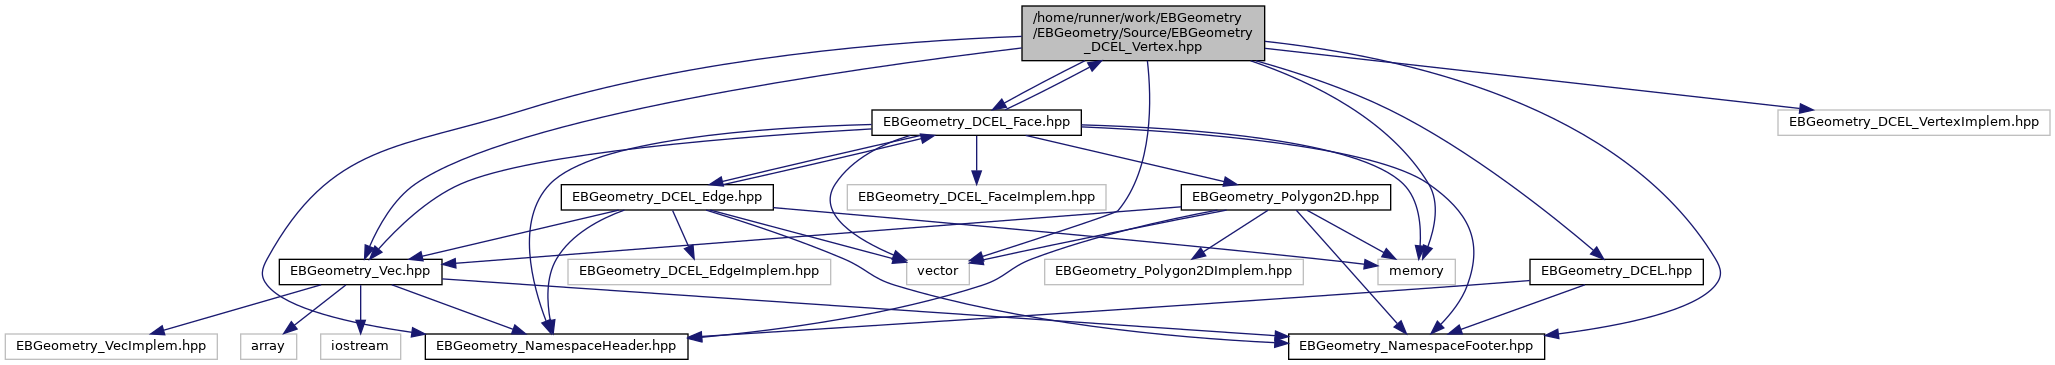 /home/runner/work/EBGeometry
/EBGeometry/Source/EBGeometry
_DCEL_Vertex.hpp
EBGeometry_DCEL_Face.hpp
EBGeometry_DCEL_VertexImplem.hpp
EBGeometry_DCEL_Edge.hpp
EBGeometry_DCEL_FaceImplem.hpp
EBGeometry_Polygon2D.hpp
EBGeometry_Vec.hpp
EBGeometry_DCEL_EdgeImplem.hpp
vector
EBGeometry_Polygon2DImplem.hpp
memory
EBGeometry_DCEL.hpp
EBGeometry_VecImplem.hpp
array
iostream
EBGeometry_NamespaceHeader.hpp
EBGeometry_NamespaceFooter.hpp